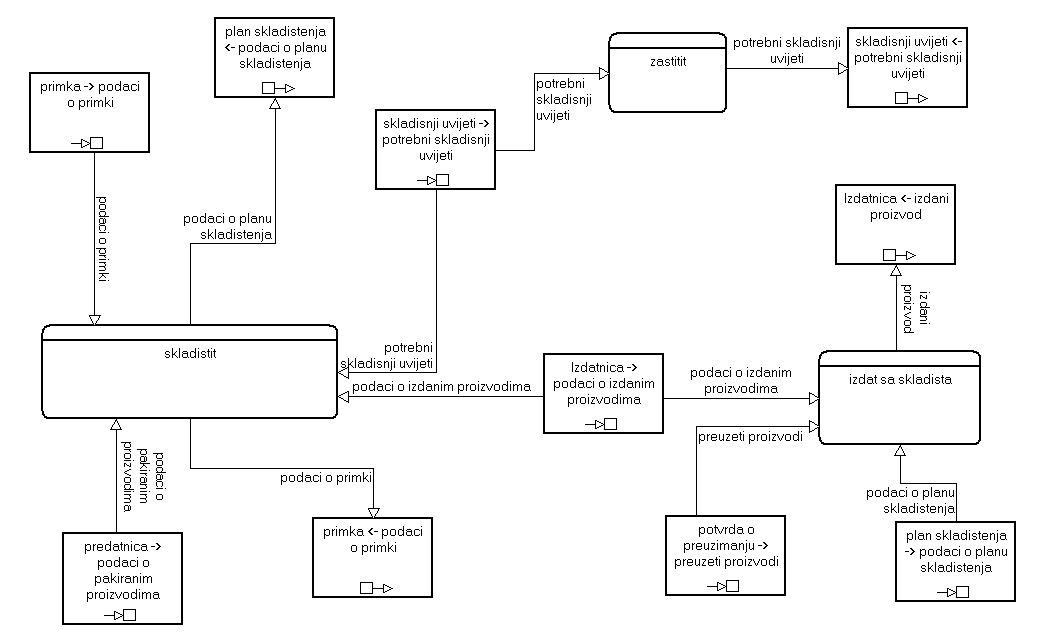 plan skladistenja
<- podaci o planu
skladistenja
primka -> podaci
o primki
skladisnji uvijeti ->
potrebni skladisnji
uvijeti
potrebni
skladisnji
uvijeti
zastitit
potrebni skladisnji
uvijeti
skladisnji uvijeti <-
potrebni skladisnji
uvijeti
podaci o primki
podaci o planu
skladistenja
Izdatnica <- izdani
proizvod
izdani
proizvod
skladistit
potrebni
skladisnji uvijeti
podaci o izdanim proizvodima
Izdatnica ->
podaci o izdanim
proizvodima
podaci o izdanim
proizvodima
izdat sa skladista
preuzeti proizvodi
podaci o
pakiranim
proizvodima
podaci o primki
podaci o planu
skladistenja
predatnica ->
podaci o
pakiranim
proizvodima
primka <- podaci
o primki
potvrda o
preuzimanju ->
preuzeti proizvodi
plan skladistenja
-> podaci o planu
skladistenja